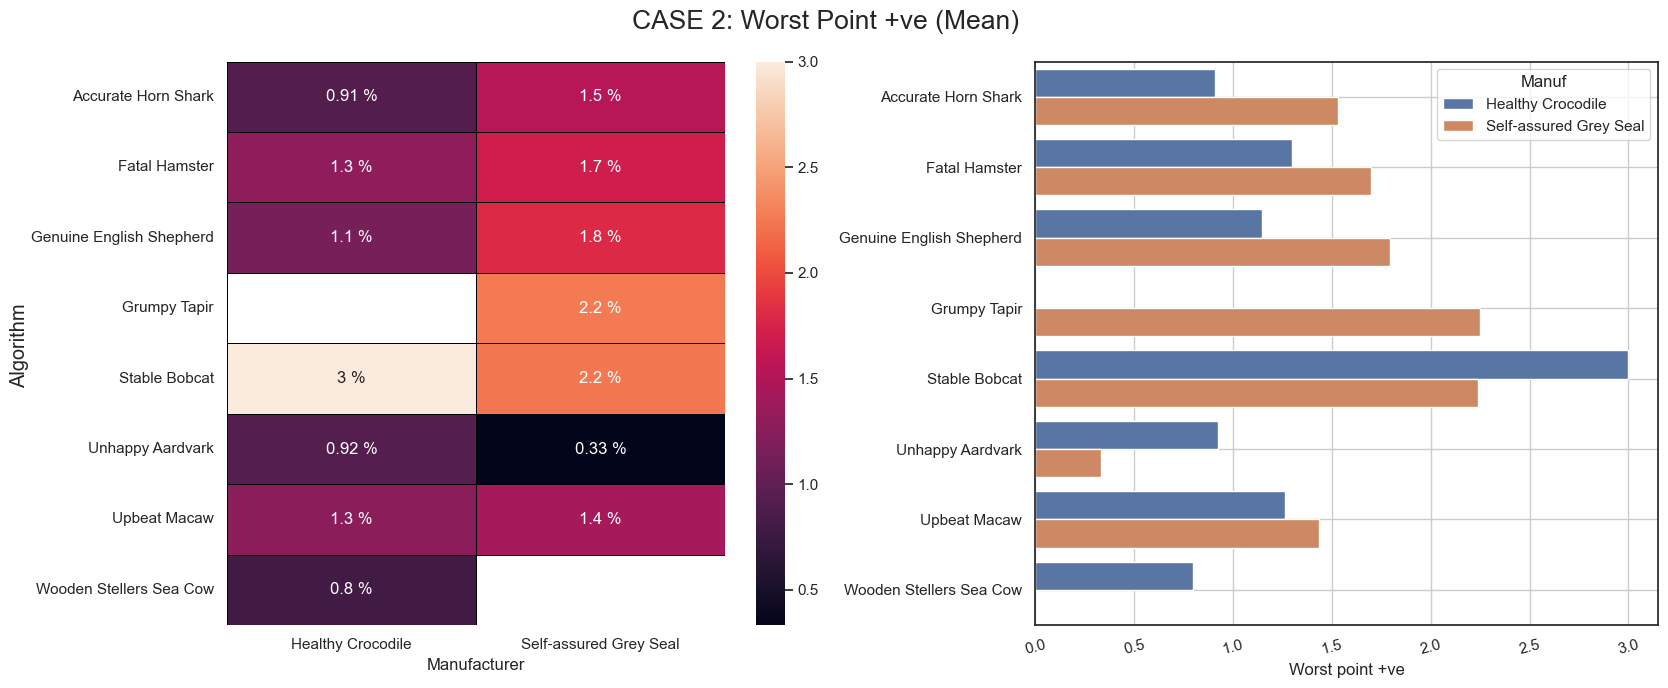 CASE 2: Worst Point +ve (Mean)
Algorithm
Accurate Horn Shark
0.91 %
1.5 %
Fatal Hamster
1.3 %
1.7 %
Genuine English Shepherd
1.1 %
1.8 %
Grumpy Tapir
2.2 %
Stable Bobcat
3 %
2.2 %
Unhappy Aardvark
0.92 %
0.33 %
Upbeat Macaw
1.3 %
1.4 %
Wooden Stellers Sea Cow
0.8 %
Healthy Crocodile
Self-assured Grey Seal
Manufacturer
3.0
2.5
2.0
1.5
1.0
0.5
Manuf
Healthy Crocodile
Self-assured Grey Seal
Accurate Horn Shark
Fatal Hamster
Genuine English Shepherd
Grumpy Tapir
Stable Bobcat
Unhappy Aardvark
Upbeat Macaw
Wooden Stellers Sea Cow
0.0
0.5
1.0
1.5
2.0
2.5
3.0
Worst point +ve